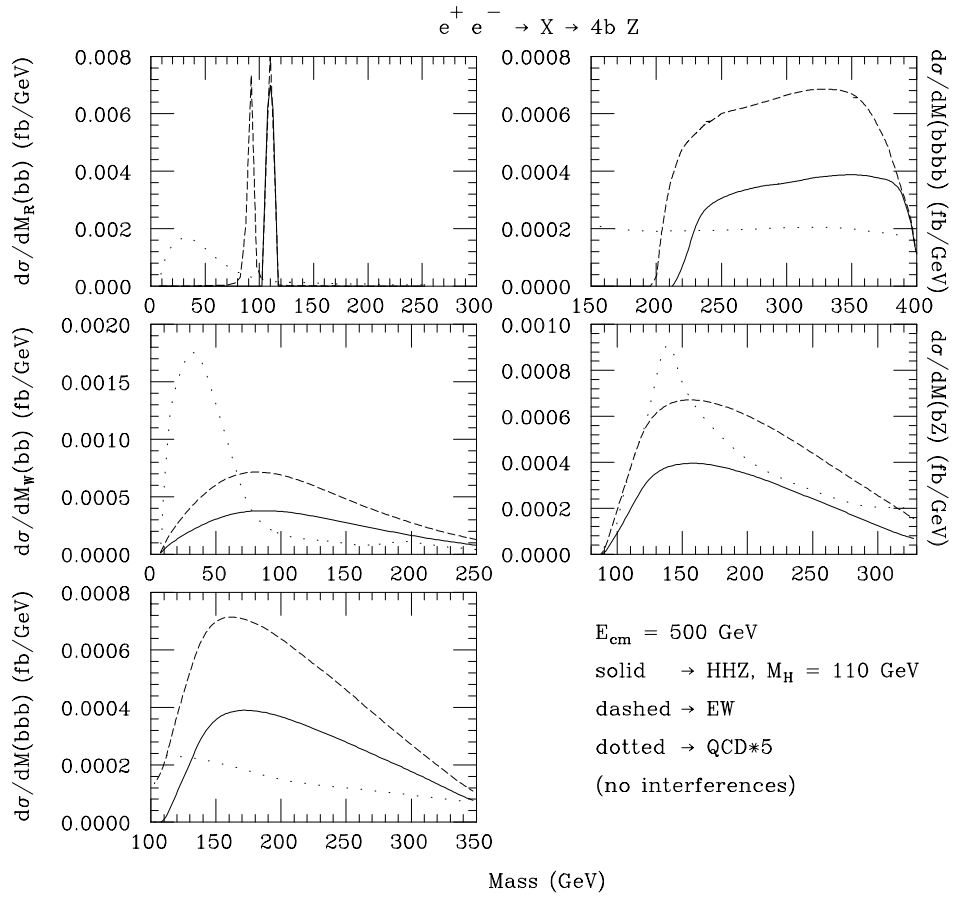 e⁺ e⁻ → X → 4b Z
dσ/dM_R(bb) (fb/GeV)
0.008
0.006
0.004
0.002
0.000
0 50 100 150 200 250 300
dσ/dM(bbbb) (fb/GeV)
0.0008
0.0006
0.0004
0.0002
0.0000
150 200 250 300 350 400
dσ/dM_W(bb) (fb/GeV)
0.0020
0.0015
0.0010
0.0005
0.0000
0 50 100 150 200 250
dσ/dM(bZ) (fb/GeV)
0.0010
0.0008
0.0006
0.0004
0.0002
0.0000
100 150 200 250 300
dσ/dM(bbb) (fb/GeV)
0.0008
0.0006
0.0004
0.0002
0.0000
100 150 200 250 300 350
E_cm = 500 GeV
solid → HHZ, M_H = 110 GeV
dashed → EW
dotted → QCD*5
(no interferences)
Mass (GeV)